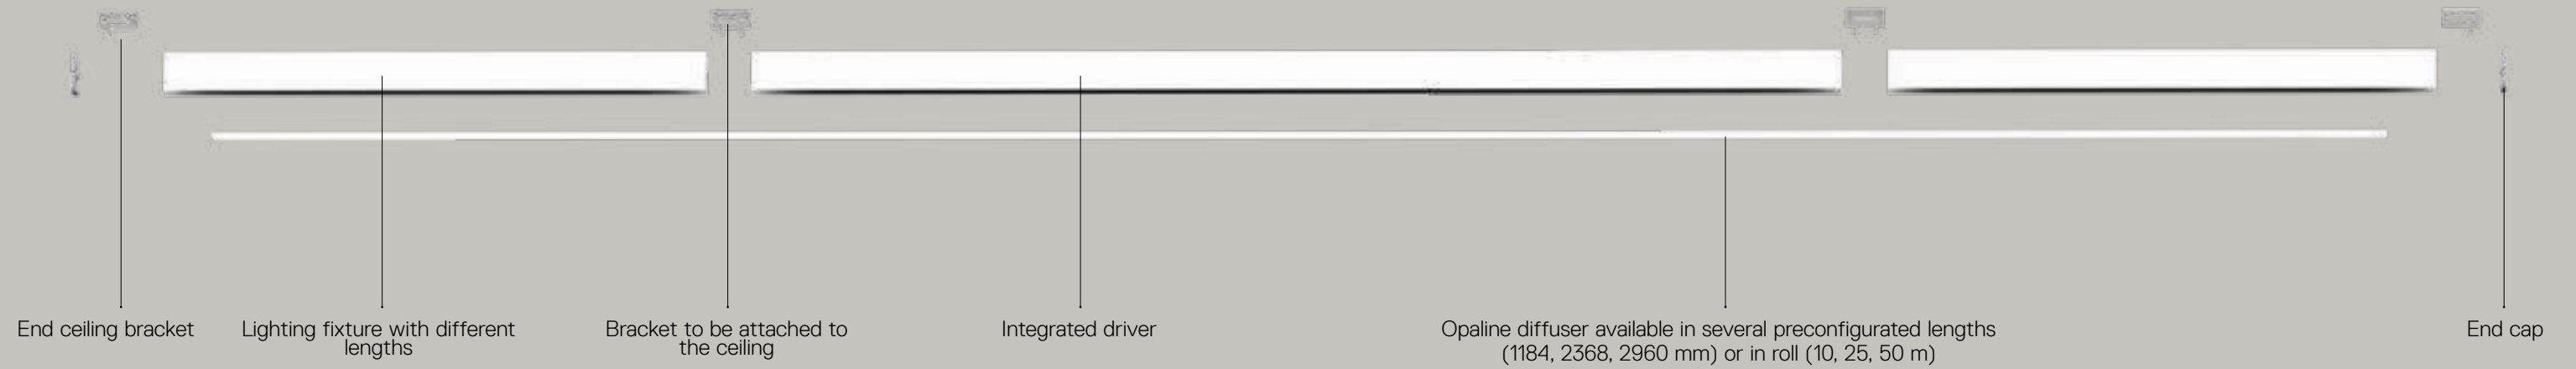 End ceiling bracket
Lighting fixture with different
lengths
Bracket to be attached to
the ceiling
Integrated driver
Opaline diffuser available in several preconfigurated lengths
(1184, 2368, 2960 mm) or in roll (10, 25, 50 m)
End cap